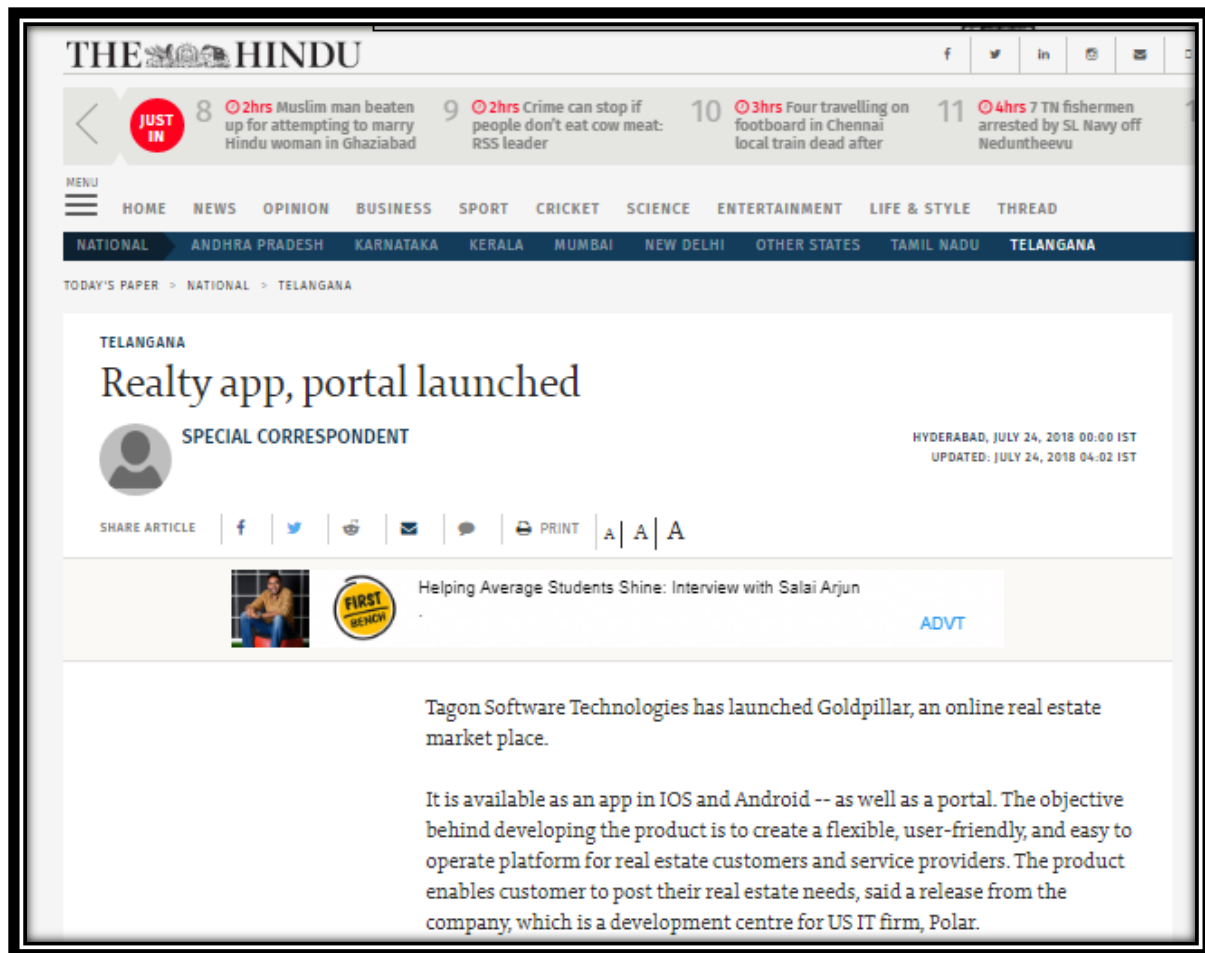 THE HINDU
f in
JUST
IN
8 2hrs Muslim man beaten
up for attempting to marry
Hindu woman in Ghaziabad
9 2hrs Crime can stop if
people don't eat cow meat:
RSS leader
10 3hrs Four travelling on
footboard in Chennai
local train dead after
11 4hrs 7 TN fishermen
arrested by SL Navy off
Neduntheevu
MENU
HOME NEWS OPINION BUSINESS SPORT CRICKET SCIENCE ENTERTAINMENT LIFE & STYLE THREAD
NATIONAL ANDHRA PRADESH KARNATAKA KERALA MUMBAI NEW DELHI OTHER STATES TAMIL NADU TELANGANA
TODAY'S PAPER > NATIONAL > TELANGANA
TELANGANA
Realty app, portal launched
SPECIAL CORRESPONDENT
HYDERABAD, JULY 24, 2018 00:00 IST
UPDATED: JULY 24, 2018 04:02 IST
SHARE ARTICLE f PRINT A A A
FIRST
BENCH
Helping Average Students Shine: Interview with Salai Arjun
.
ADVT
Tagon Software Technologies has launched Goldpillar, an online real estate
market place.
It is available as an app in IOS and Android -- as well as a portal. The objective
behind developing the product is to create a flexible, user-friendly, and easy to
operate platform for real estate customers and service providers. The product
enables customer to post their real estate needs, said a release from the
company, which is a development centre for US IT firm, Polar.